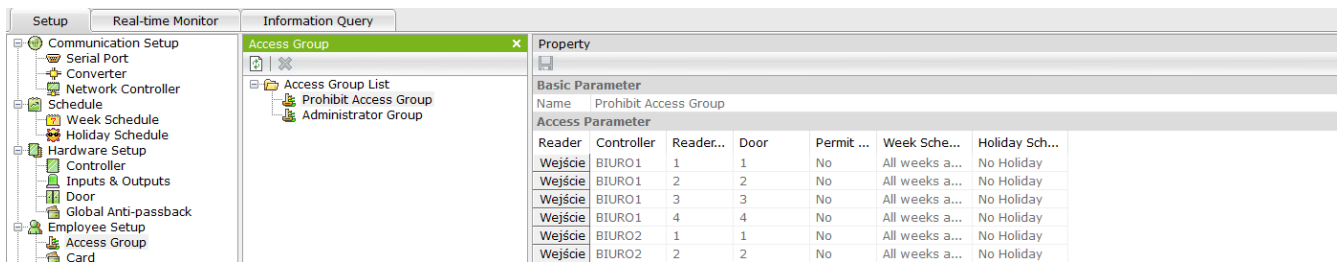 Setup Real-time Monitor Information Query
Communication Setup
Serial Port
Converter
Network Controller
Schedule
Week Schedule
Holiday Schedule
Hardware Setup
Controller
Inputs & Outputs
Door
Global Anti-passback
Employee Setup
Access Group
Card
Access Group
Access Group List
Prohibit Access Group
Administrator Group
Property
Basic Parameter
Name Prohibit Access Group
Access Parameter
Reader Controller Reader... Door Permit ... Week Sche... Holiday Sch...
Wejście BIURO1 1 1 No All weeks a... No Holiday
Wejście BIURO1 2 2 No All weeks a... No Holiday
Wejście BIURO1 3 3 No All weeks a... No Holiday
Wejście BIURO1 4 4 No All weeks a... No Holiday
Wejście BIURO2 1 1 No All weeks a... No Holiday
Wejście BIURO2 2 2 No All weeks a... No Holiday